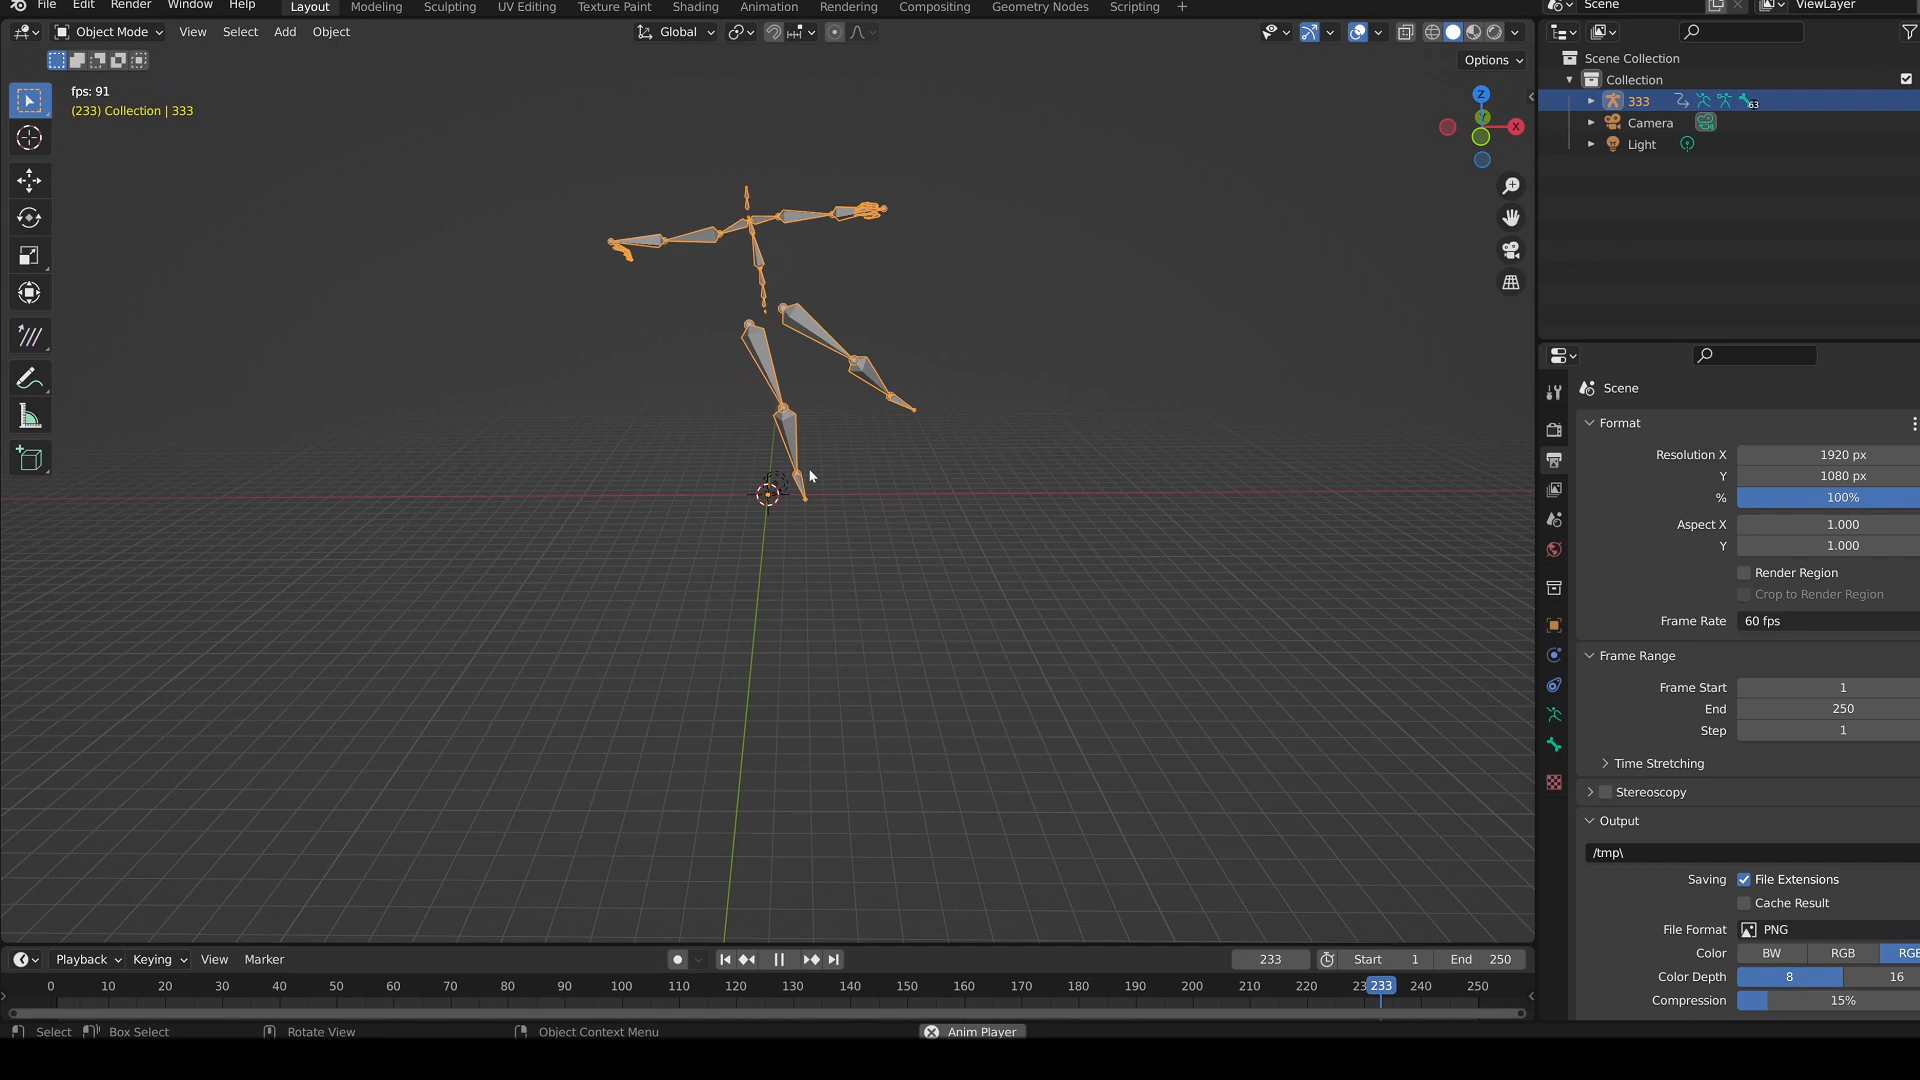 File Edit Render Window Help Layout Modeling Sculpting UV Editing Texture Paint Shading Animation Rendering Compositing Geometry Nodes Scripting + Scene ViewLayer
Object Mode View Select Add Object Global
Options
fps: 91
(233) Collection | 333
Z
Y
X
Scene Collection
Collection
333 63
Camera
Light
Scene
Format
Resolution X 1920 px
Y 1080 px
% 100%
Aspect X 1.000
Y 1.000
Render Region
Crop to Render Region
Frame Rate 60 fps
Frame Range
Frame Start 1
End 250
Step 1
Time Stretching
Stereoscopy
Output
/tmp\
Saving File Extensions
Cache Result
File Format PNG
Color BW RGB RGB
Color Depth 8 16
Compression 15%
Playback Keying View Marker 233 Start 1 End 250
0 10 20 30 40 50 60 70 80 90 100 110 120 130 140 150 160 170 180 190 200 210 220 23 233 240 250
Select Box Select Rotate View Object Context Menu Anim Player